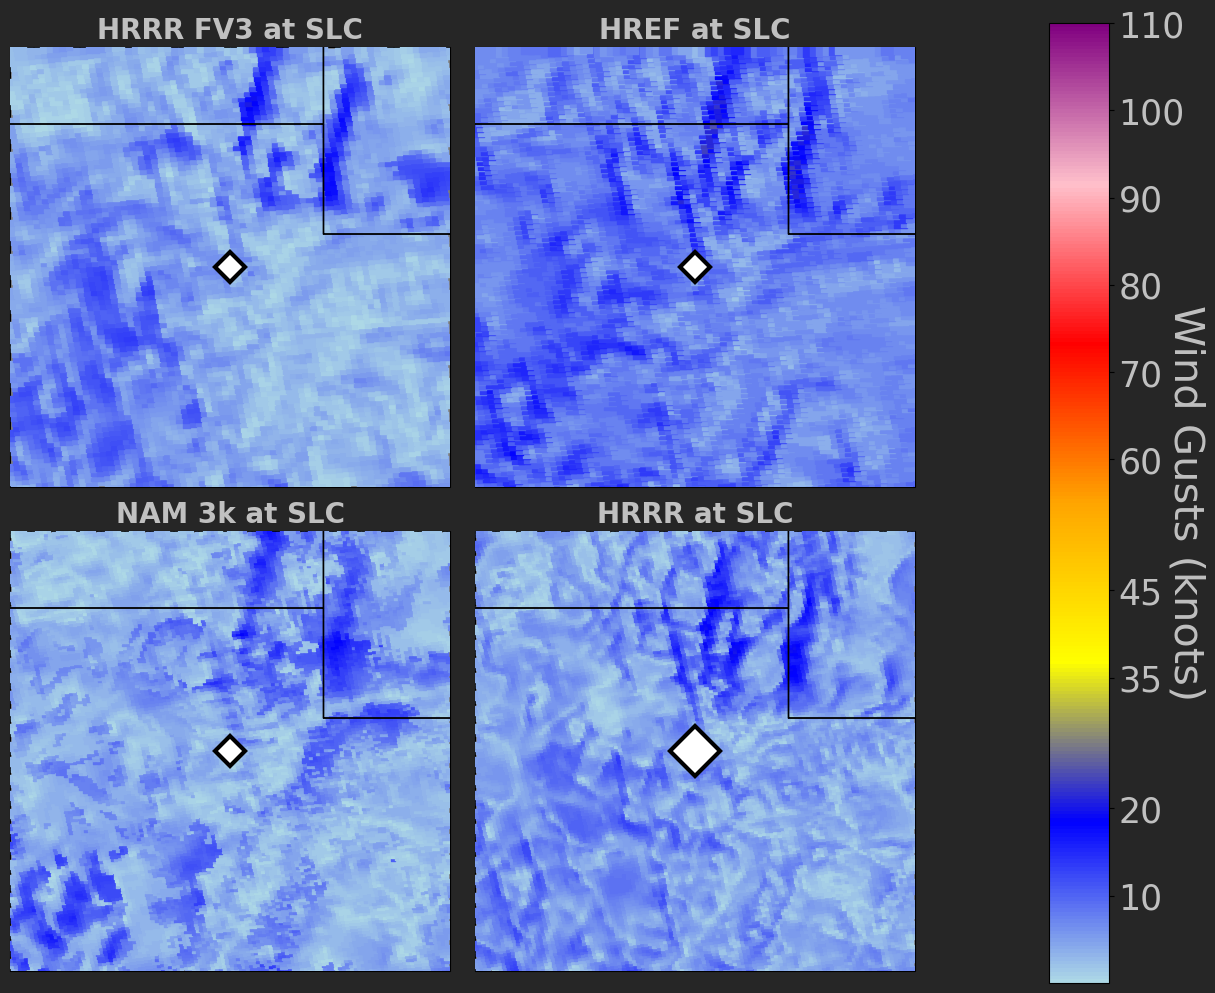 HRRR FV3 at SLC
HREF at SLC
NAM 3k at SLC
HRRR at SLC
110
100
90
80
70
60
45
35
20
10
Wind Gusts (knots)